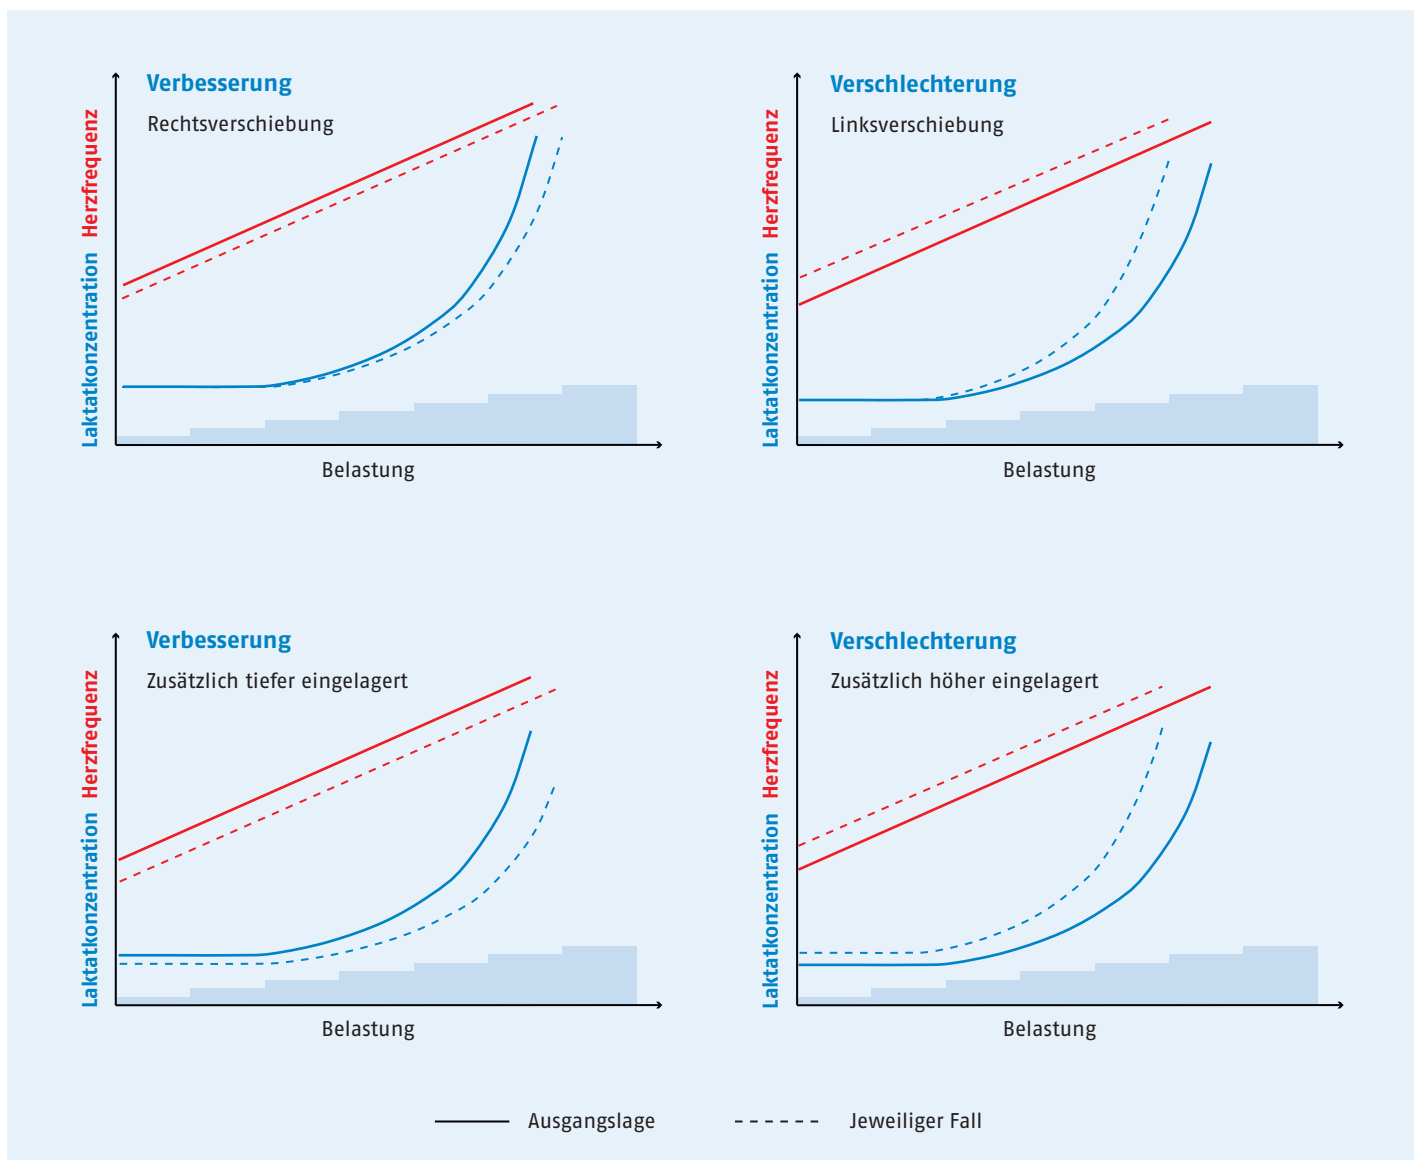 Verbesserung
Rechtsverschiebung
Herzfrequenz
Laktatkonzentration
Belastung
Verschlechterung
Linksverschiebung
Herzfrequenz
Laktatkonzentration
Belastung
Verbesserung
Zusätzlich tiefer eingelagert
Herzfrequenz
Laktatkonzentration
Belastung
Verschlechterung
Zusätzlich höher eingelagert
Herzfrequenz
Laktatkonzentration
Belastung
Ausgangslage
Jeweiliger Fall